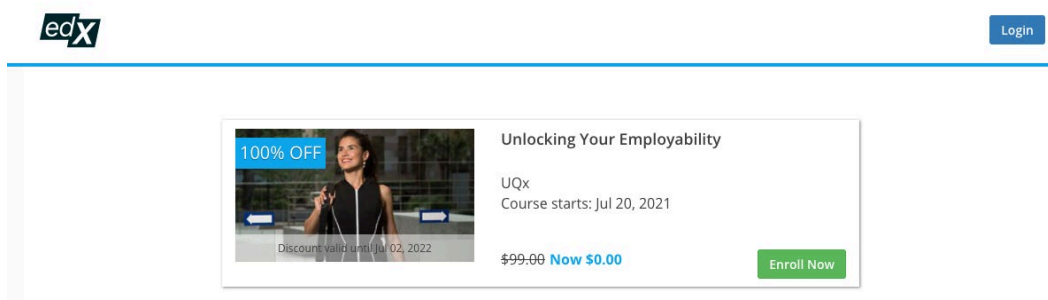 edX
Login
100% OFF
Discount valid until Jul 02, 2022
Unlocking Your Employability
UQx
Course starts: Jul 20, 2021
$99.00 Now $0.00
Enroll Now